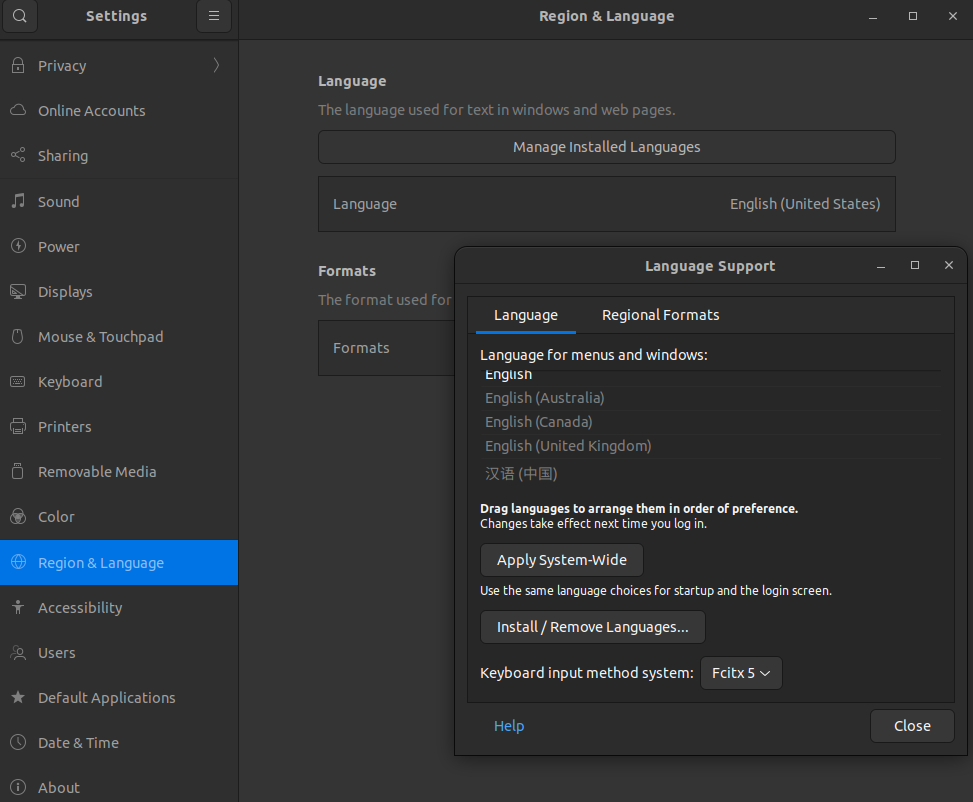 Settings
Region & Language
Privacy
Online Accounts
Sharing
Sound
Power
Displays
Mouse & Touchpad
Keyboard
Printers
Removable Media
Color
Region & Language
Accessibility
Users
Default Applications
Date & Time
About
Language
The language used for text in windows and web pages.
Manage Installed Languages
Language English (United States)
Formats
The format used for
Formats
Language Support
Language Regional Formats
Language for menus and windows:
English
English (Australia)
English (Canada)
English (United Kingdom)
汉语 (中国)
Drag languages to arrange them in order of preference.
Changes take effect next time you log in.
Apply System-Wide
Use the same language choices for startup and the login screen.
Install / Remove Languages...
Keyboard input method system: Fcitx 5
Help
Close